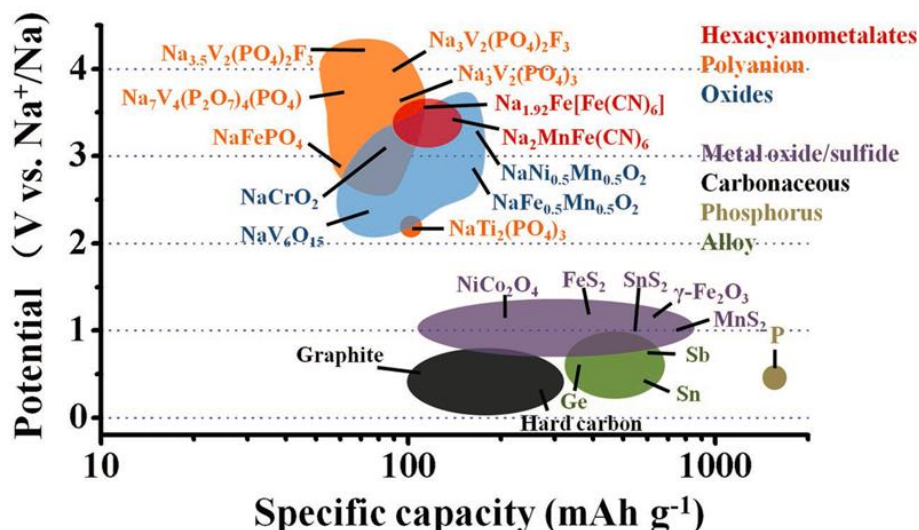 Potential (V vs. Na⁺/Na)
4
3
2
1
0
10
100
1000
Specific capacity (mAh g⁻¹)
Na₃.₅V₂(PO₄)₂F₃
Na₃V₂(PO₄)₂F₃
Na₇V₄(P₂O₇)₄(PO₄)
Na₃V₂(PO₄)₃
Na₁.₉₂Fe[Fe(CN)₆]
NaFePO₄
Na₂MnFe(CN)₆
NaCrO₂
NaNi₀.₅Mn₀.₅O₂
NaFe₀.₅Mn₀.₅O₂
NaV₆O₁₅
NaTi₂(PO₄)₃
NiCo₂O₄
FeS₂
SnS₂
γ-Fe₂O₃
MnS₂
Graphite
P
Sb
Ge
Sn
Hard carbon
Hexacyanometalates
Polyanion
Oxides
Metal oxide/sulfide
Carbonaceous
Phosphorus
Alloy